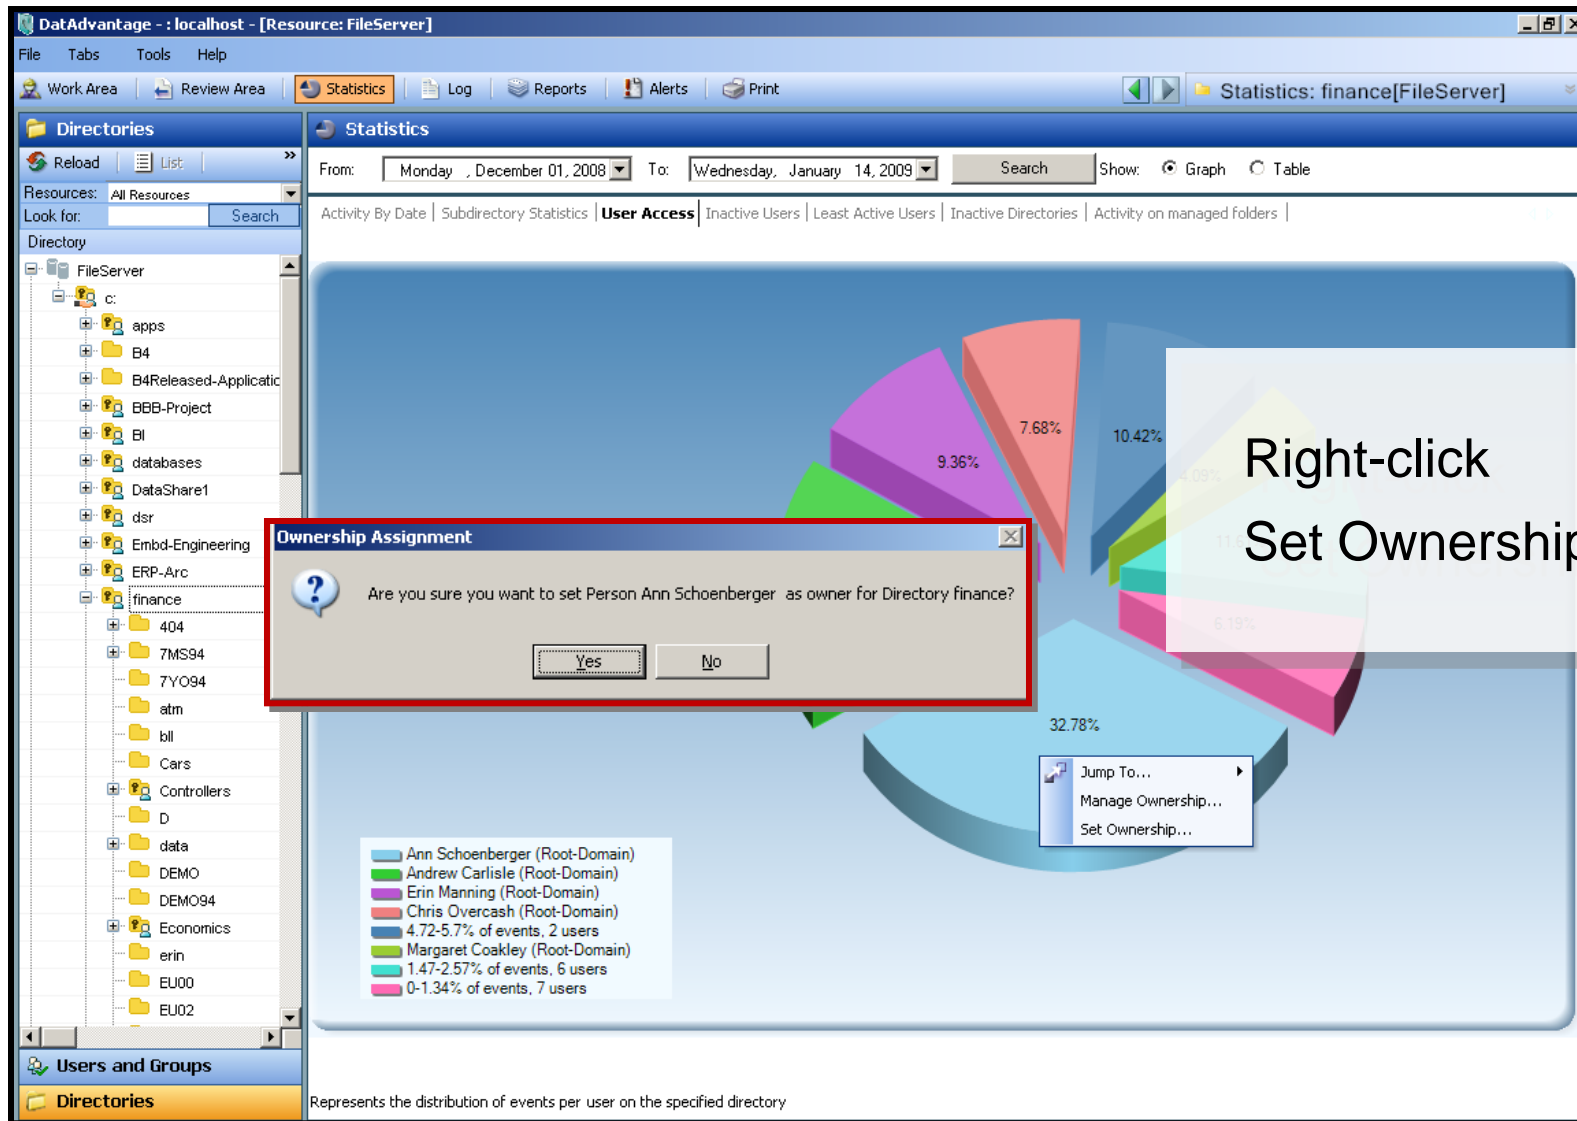 DatAdvantage - : localhost - [Resource: FileServer]
File Tabs Tools Help
Work Area Review Area Statistics Log Reports Alerts Print Statistics: finance[FileServer]
Directories
Statistics
Reload List »
From: Monday , December 01, 2008 To: Wednesday, January 14, 2009 Search Show: Graph Table
Resources: All Resources
Look for: Search
Activity By Date | Subdirectory Statistics | User Access | Inactive Users | Least Active Users | Inactive Directories | Activity on managed folders |
Directory
FileServer
c:
apps
B4
B4Released-Applicatic
BBB-Project
BI
databases
DataShare1
dsr
Embd-Engineering
ERP-Arc
finance
404
7MS94
7YO94
atm
bll
Cars
Controllers
D
data
DEMO
DEMO94
Economics
erin
EU00
EU02
Users and Groups
Directories
7.68%
10.42%
9.36%
4.09%
6.19%
32.78%
Right-click
Set Ownership
Ownership Assignment
Are you sure you want to set Person Ann Schoenberger as owner for Directory finance?
Yes No
Jump To...
Manage Ownership...
Set Ownership...
Ann Schoenberger (Root-Domain)
Andrew Carlisle (Root-Domain)
Erin Manning (Root-Domain)
Chris Overcash (Root-Domain)
4.72-5.7% of events, 2 users
Margaret Coakley (Root-Domain)
1.47-2.57% of events, 6 users
0-1.34% of events, 7 users
Represents the distribution of events per user on the specified directory